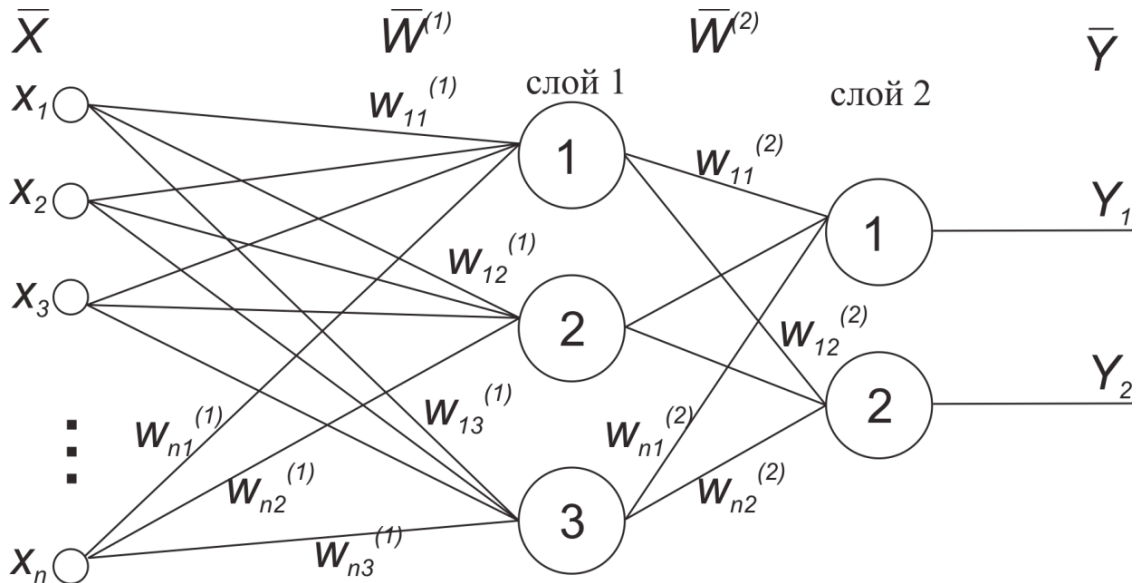 X̅ W̅⁽¹⁾ W̅⁽²⁾ Y̅
слой 1
слой 2
x₁ w₁₁⁽¹⁾ 1 w₁₁⁽²⁾
x₂ 1 Y₁
w₁₂⁽¹⁾
x₃ 2 w₁₂⁽²⁾
2 Y₂
w₁₃⁽¹⁾
wₙ₁⁽¹⁾ wₙ₁⁽²⁾
wₙ₂⁽¹⁾ wₙ₂⁽²⁾
3
xₙ wₙ₃⁽¹⁾